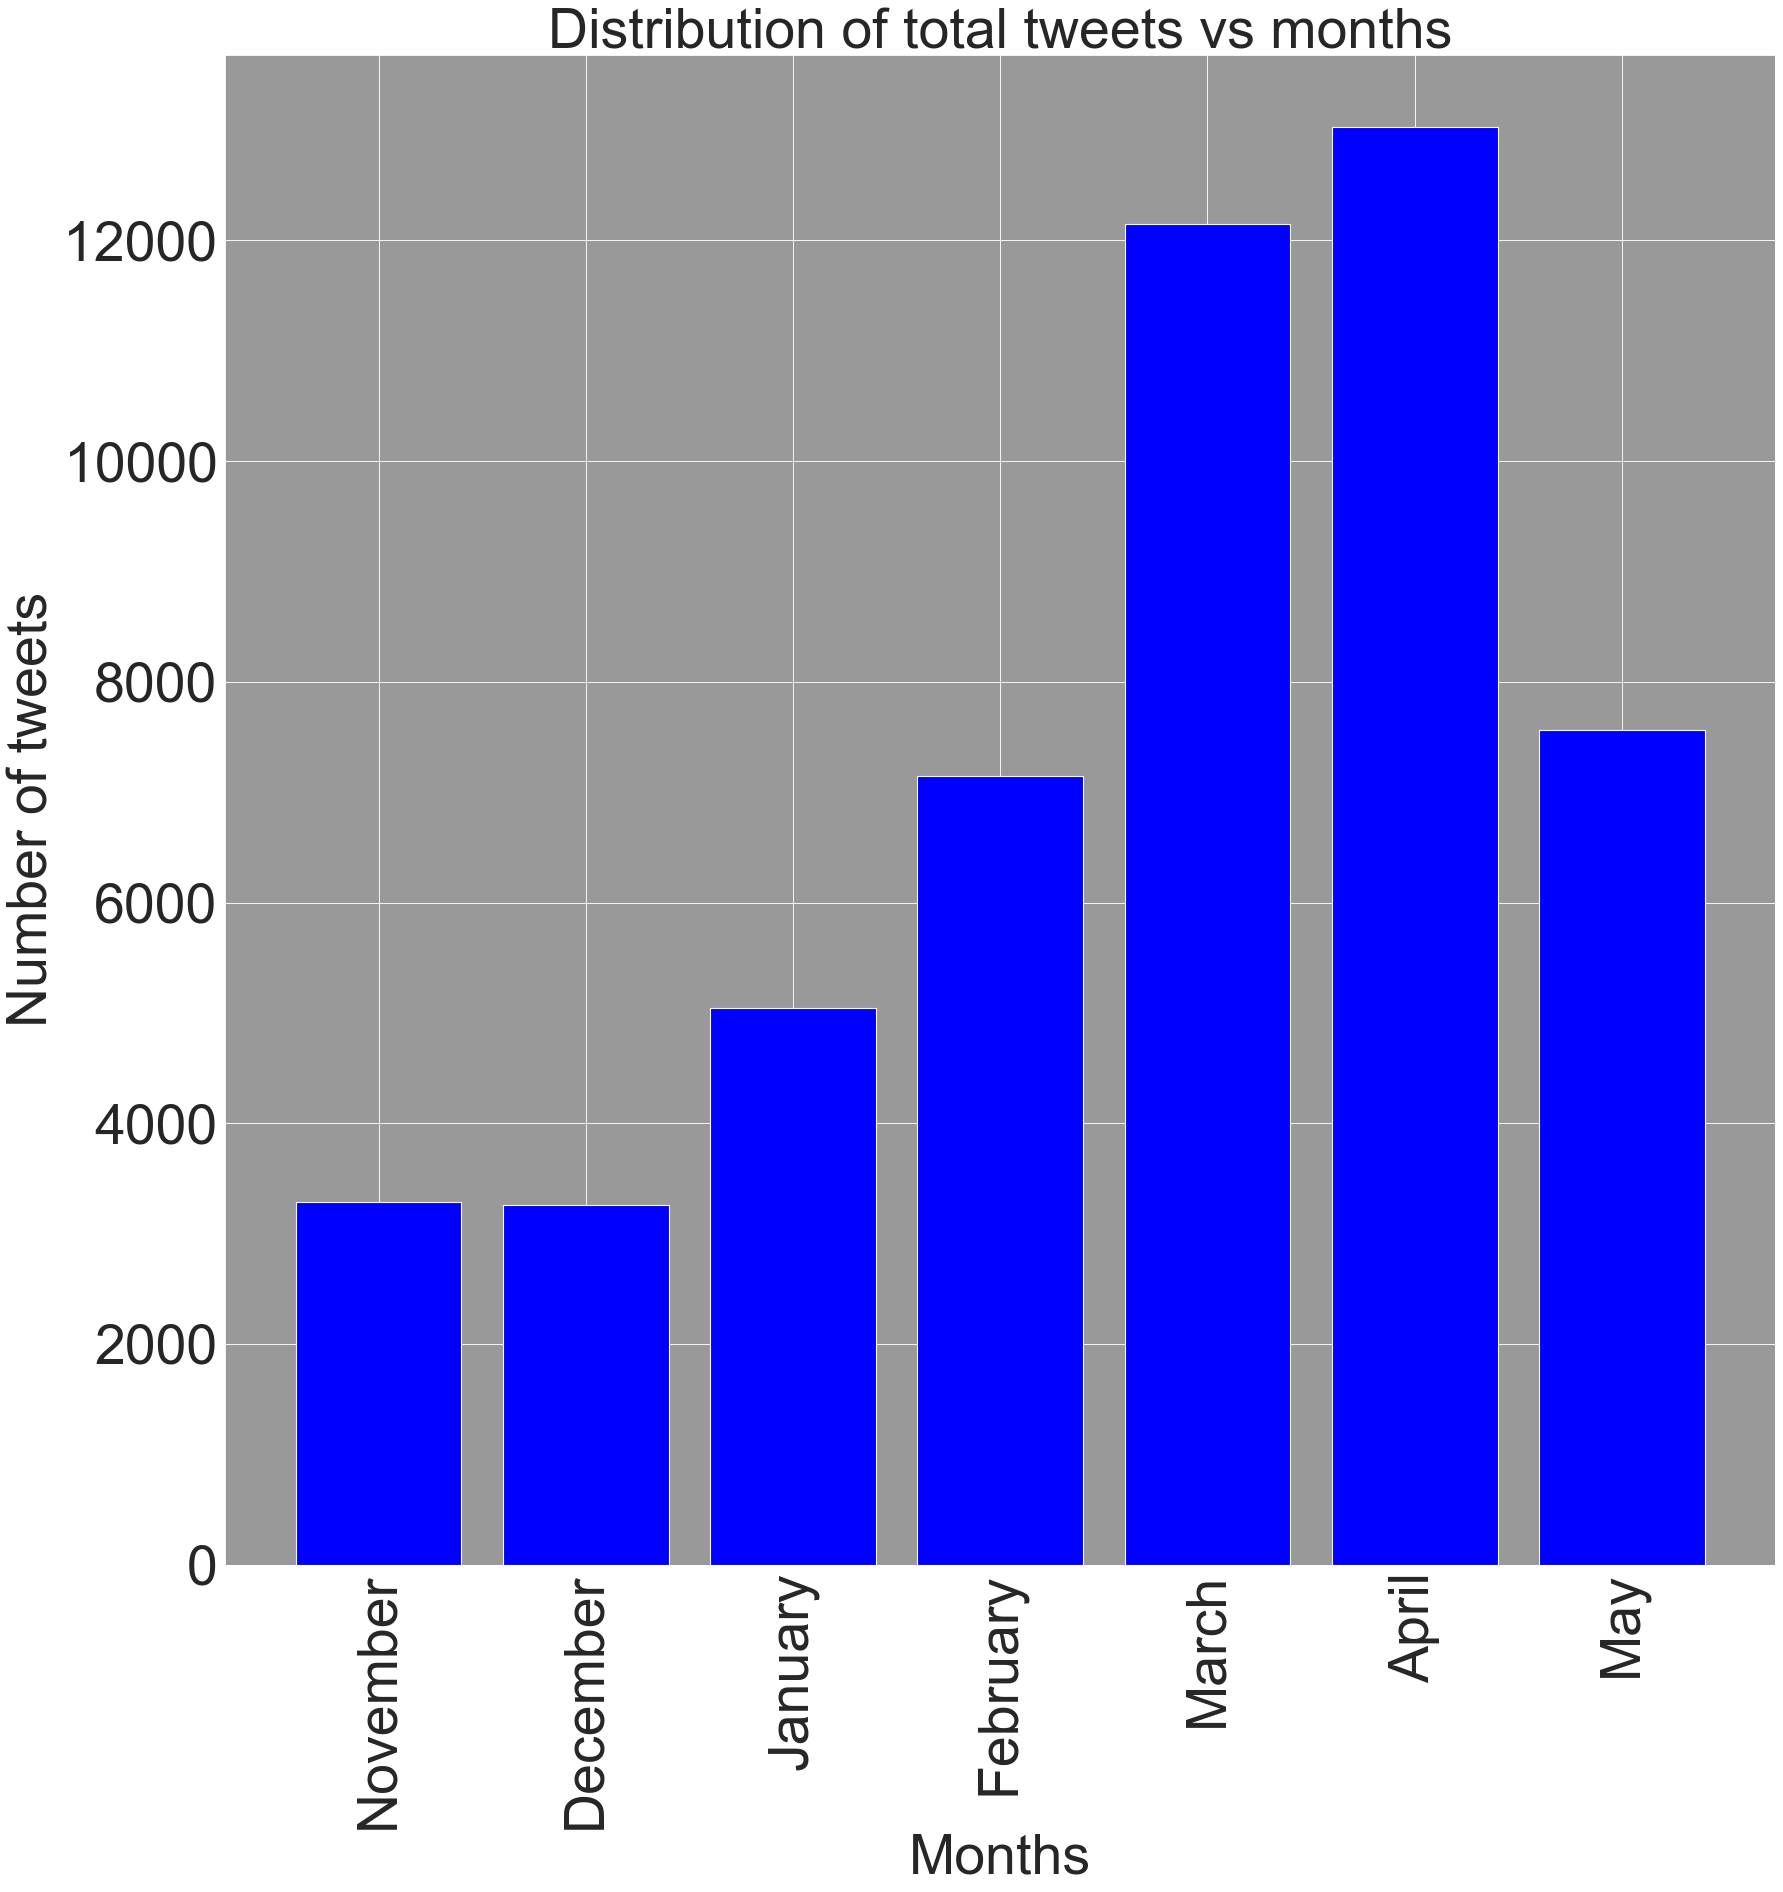 Distribution of total tweets vs months
Number of tweets
12000
10000
8000
6000
4000
2000
0
November
December
January
February
March
April
May
Months